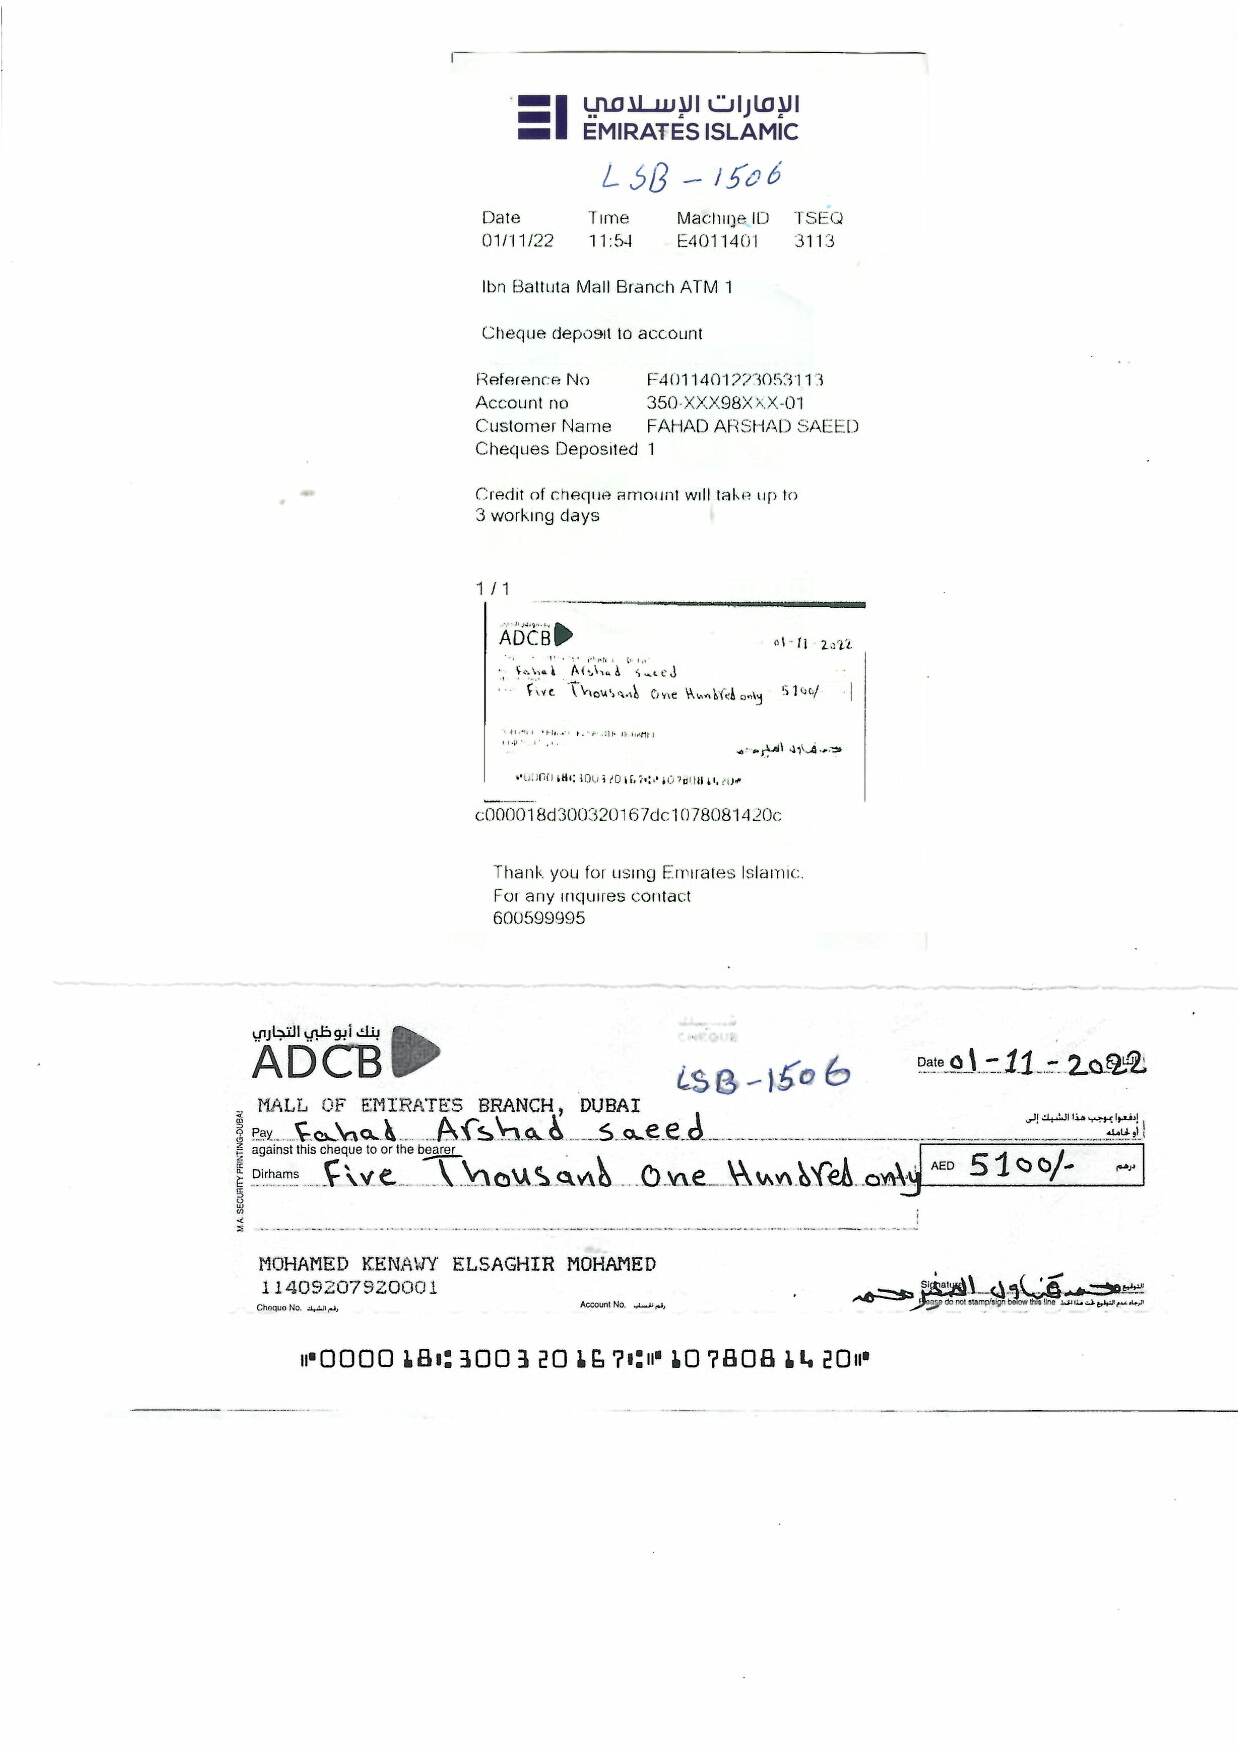 الإمارات الإسلامي
EMIRATES ISLAMIC
LSB-1506
Date Time Machine ID TSEQ
01/11/22 11:54 E4011401 3113
Ibn Battuta Mall Branch ATM 1
Cheque deposit to account
Reference No E401140122305 3113
Account no 350-XXX98XXX-01
Customer Name FAHAD ARSHAD SAEED
Cheques Deposited 1
Credit of cheque amount will take up to
3 working days
1 / 1
ADCB
01-11-2022
Fahad Arshad Saeed
Five Thousand One Hundred only 5100/
c000018d300320167dc1078081420c
Thank you for using Emirates Islamic.
For any inquires contact
600599995
بنك أبوظبي التجاري
ADCB
شيك
CHEQUE
LSB-1506
Date 01-11-2022
MALL OF EMIRATES BRANCH, DUBAI
Pay Fahad Arshad Saeed
إدفعوا بموجب هذا الشيك إلى
أو لحامله
against this cheque to or the bearer
Dirhams Five Thousand One Hundred only AED 5100/- درهم
M.A. SECURITY PRINTING-DUBAI
MOHAMED KENAWY ELSAGHIR MOHAMED
11409207920001
Cheque No. رقم الشيك Account No. رقم الحساب
Signature التوقيع
Please do not stamp/sign below this line الرجاء عدم التوقيع تحت هذا الخط
⑈000018⑆300320167⑆⑈1078081420⑈